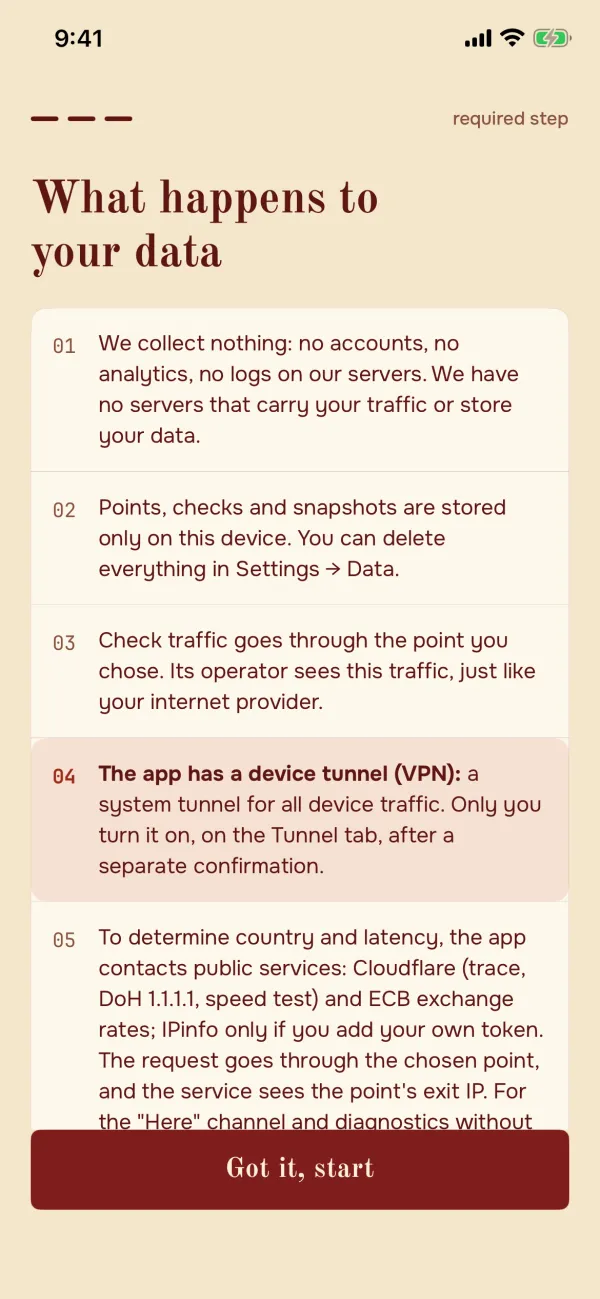 9:41
required step
What happens to
your data
01
We collect nothing: no accounts, no
analytics, no logs on our servers. We have
no servers that carry your traffic or store
your data.
02
Points, checks and snapshots are stored
only on this device. You can delete
everything in Settings → Data.
03
Check traffic goes through the point you
chose. Its operator sees this traffic, just like
your internet provider.
04
The app has a device tunnel (VPN): a
system tunnel for all device traffic. Only you
turn it on, on the Tunnel tab, after a
separate confirmation.
05
To determine country and latency, the app
contacts public services: Cloudflare (trace,
DoH 1.1.1.1, speed test) and ECB exchange
rates; IPinfo only if you add your own token.
The request goes through the chosen point,
and the service sees the point's exit IP. For
the "Here" channel and diagnostics without
Got it, start